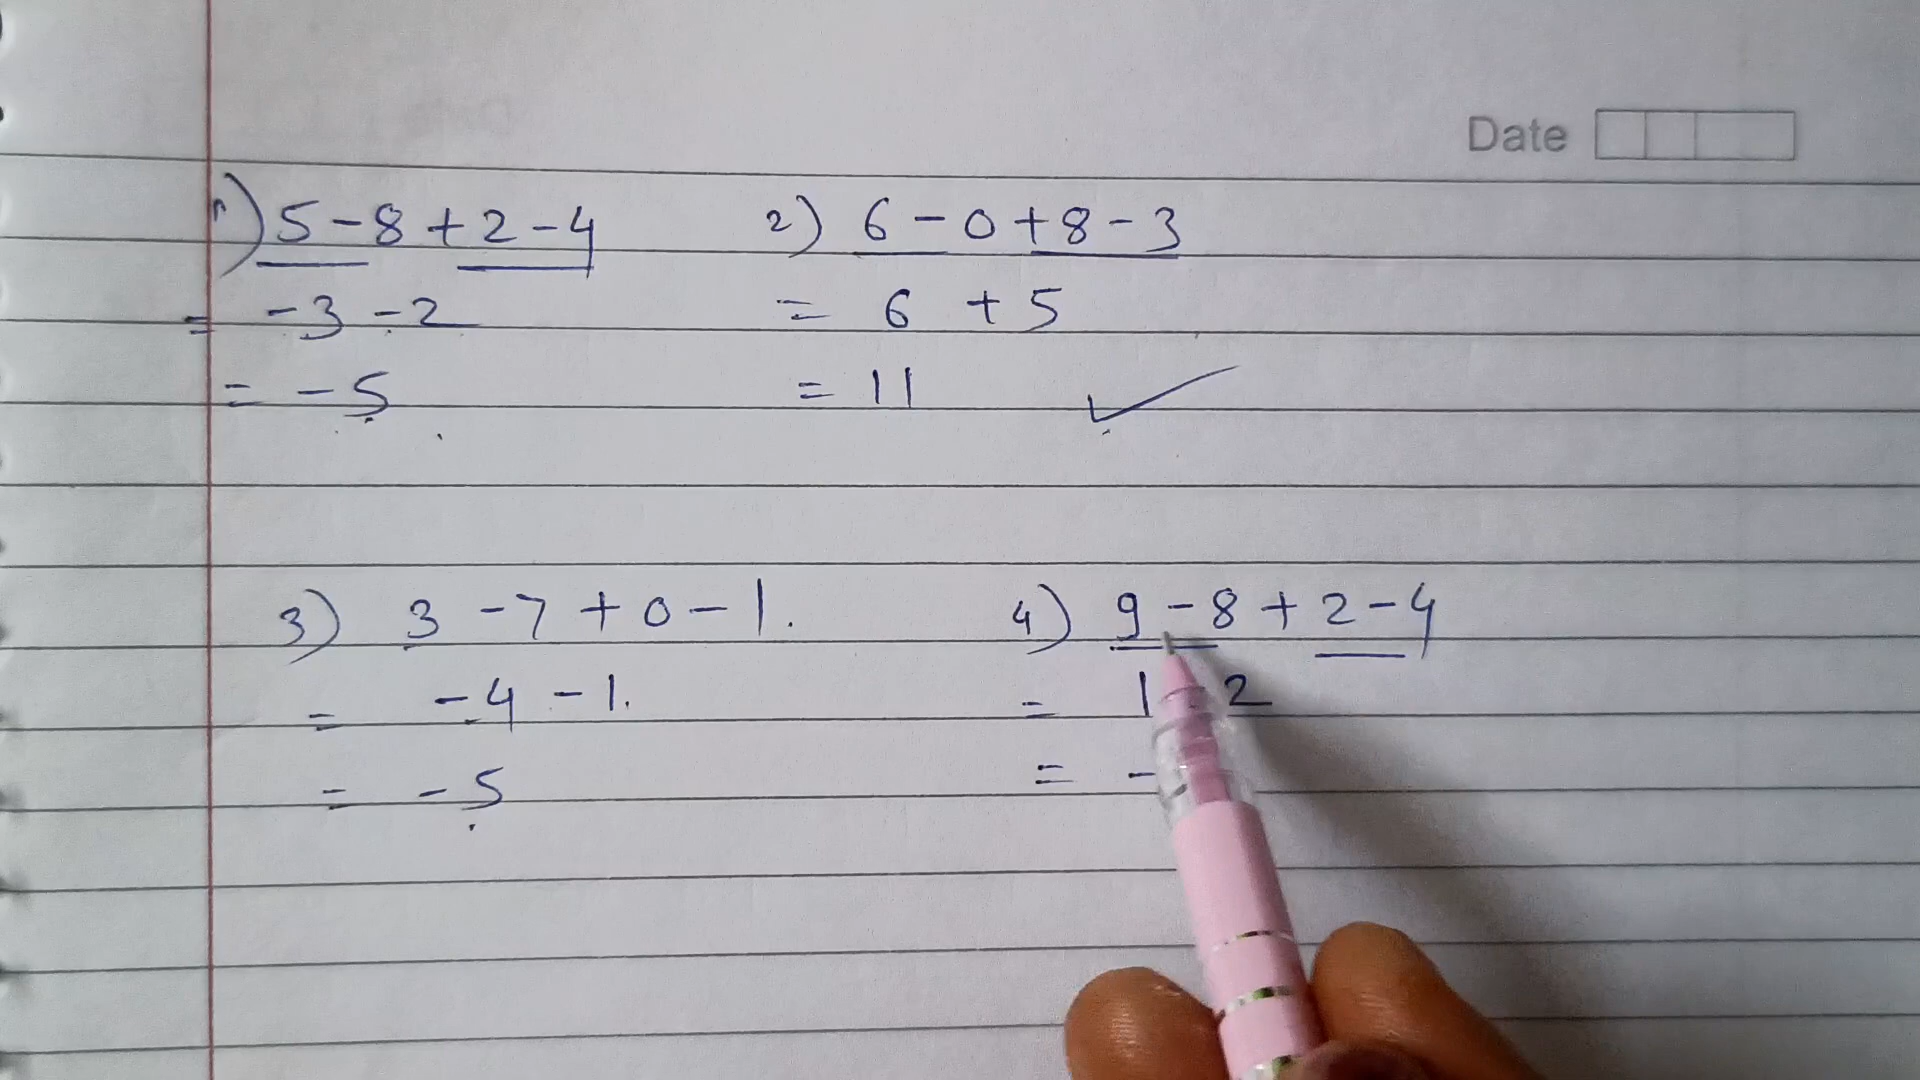 Date
1) 5 - 8 + 2 - 4
= -3 - 2
= -5
2) 6 - 0 + 8 - 3
= 6 + 5
= 11 ✓
3) 3 - 7 + 0 - 1.
= -4 - 1.
= -5
4) 9 - 8 + 2 - 4
= 1 2
= -